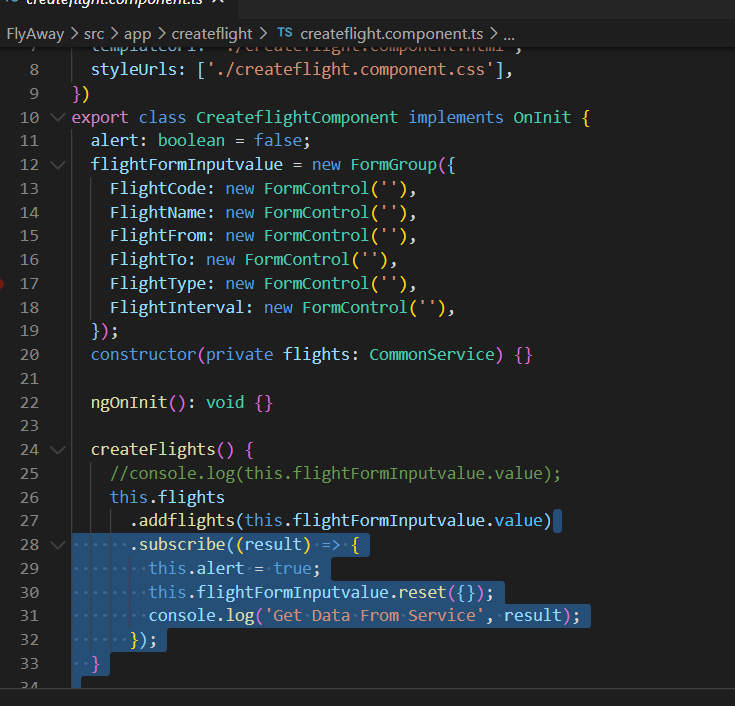 createflight.component.ts
FlyAway > src > app > createflight > TS createflight.component.ts > ...
7 templateUrl: './createflight.component.html',
8 styleUrls: ['./createflight.component.css'],
9 })
10 export class CreateflightComponent implements OnInit {
11 alert: boolean = false;
12 flightFormInputvalue = new FormGroup({
13 FlightCode: new FormControl(''),
14 FlightName: new FormControl(''),
15 FlightFrom: new FormControl(''),
16 FlightTo: new FormControl(''),
17 FlightType: new FormControl(''),
18 FlightInterval: new FormControl(''),
19 });
20 constructor(private flights: CommonService) {}
21
22 ngOnInit(): void {}
23
24 createFlights() {
25 //console.log(this.flightFormInputvalue.value);
26 this.flights
27 .addflights(this.flightFormInputvalue.value)
28 .subscribe((result) => {
29 this.alert = true;
30 this.flightFormInputvalue.reset({});
31 console.log('Get Data From Service', result);
32 });
33 }
34